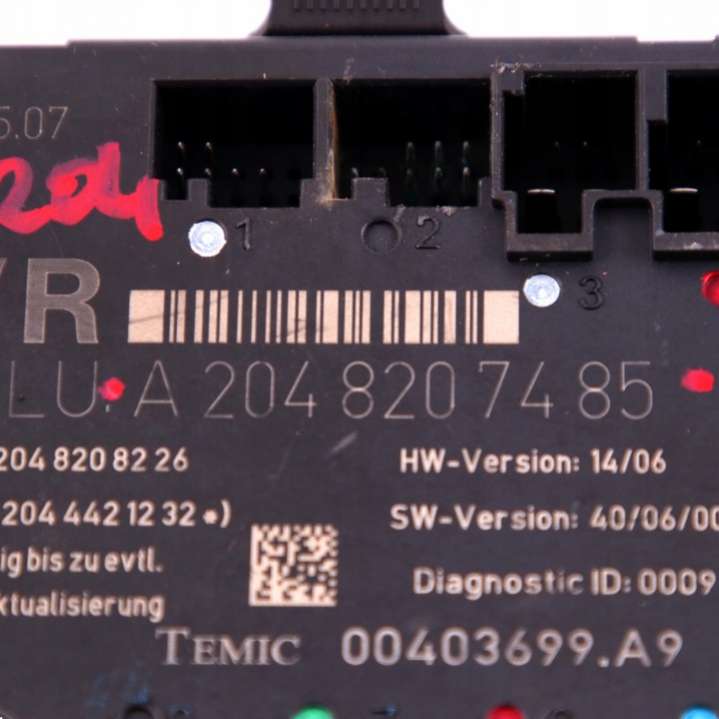 5.07
204
1 2
/R
3
LU: A 204 820 74 85
204 820 82 26
HW-Version: 14/06
204 442 12 32 *)
SW-Version: 40/06/00
ig bis zu evtl.
ktualisierung
Diagnostic ID: 0009
TEMIC 00403699.A9